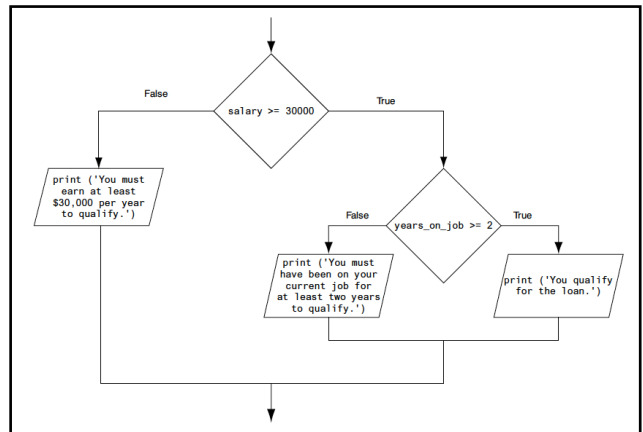 False
True
salary >= 30000
print ('You must
earn at least
$30,000 per year
to qualify.')
False
True
years_on_job >= 2
print ('You must
have been on your
current job for
at least two years
to qualify.')
print ('You qualify
for the loan.')